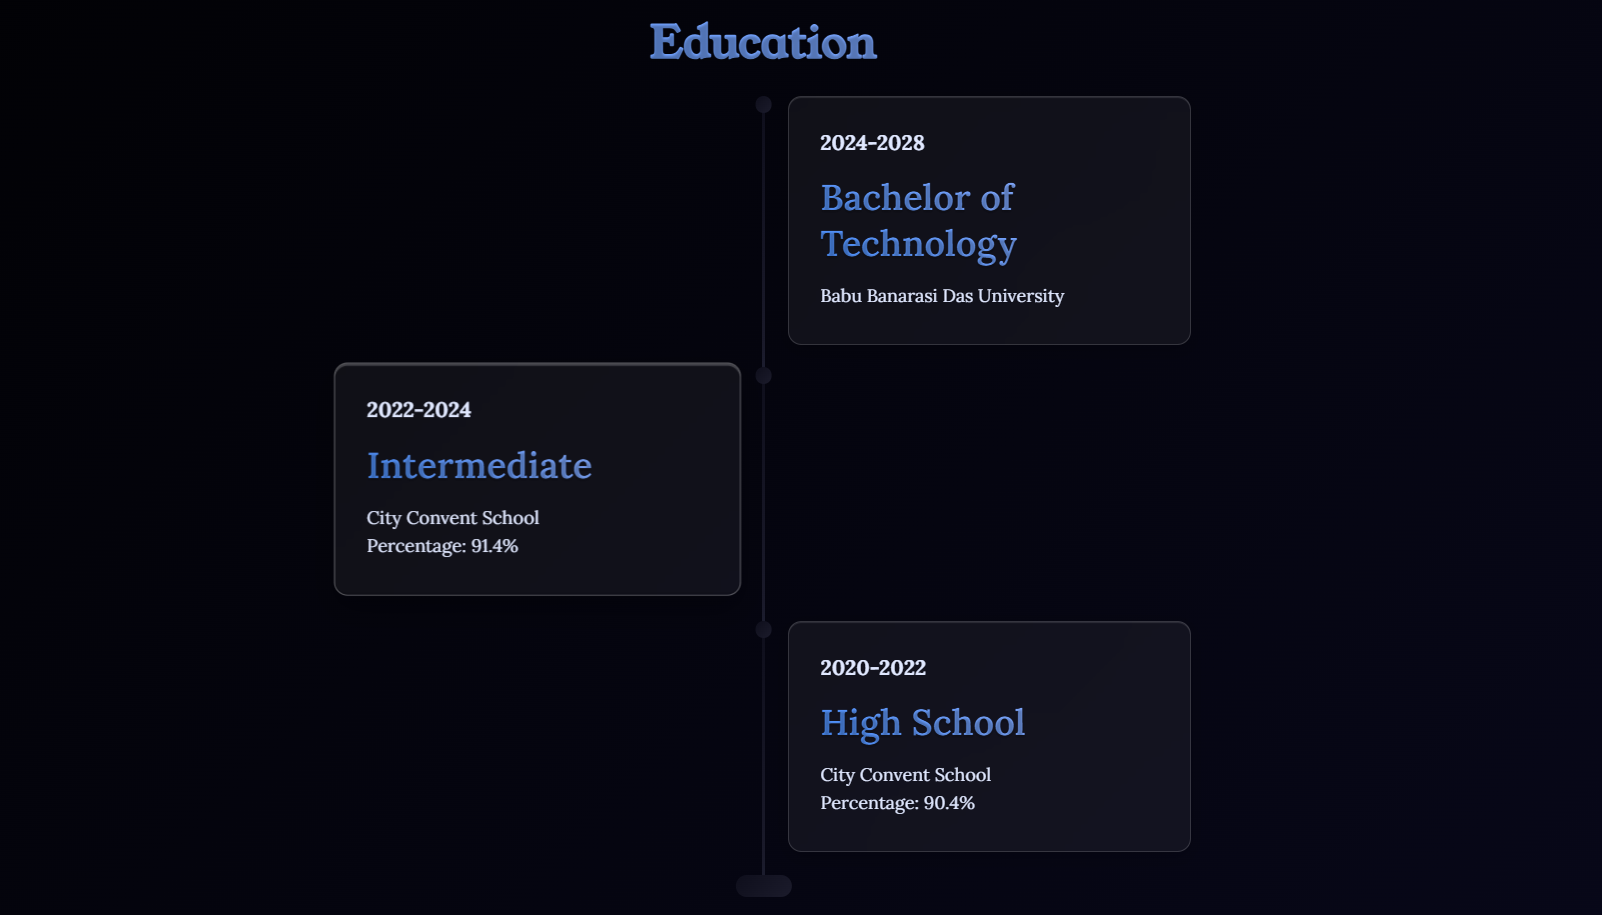 Education
2024-2028
Bachelor of
Technology
Babu Banarasi Das University
2022-2024
Intermediate
City Convent School
Percentage: 91.4%
2020-2022
High School
City Convent School
Percentage: 90.4%